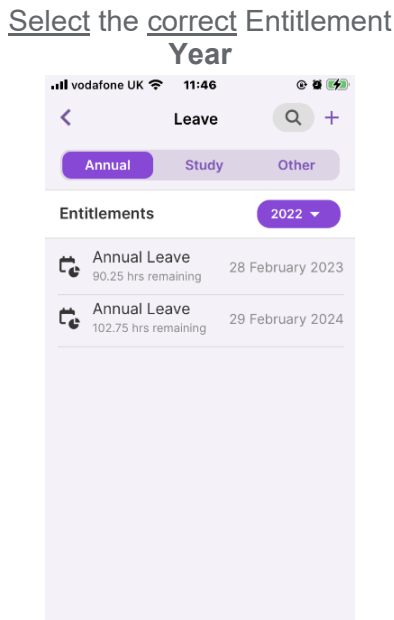 Select the correct Entitlement
Year
vodafone UK 11:46
Leave
Annual Study Other
Entitlements 2022
Annual Leave
90.25 hrs remaining 28 February 2023
Annual Leave
102.75 hrs remaining 29 February 2024